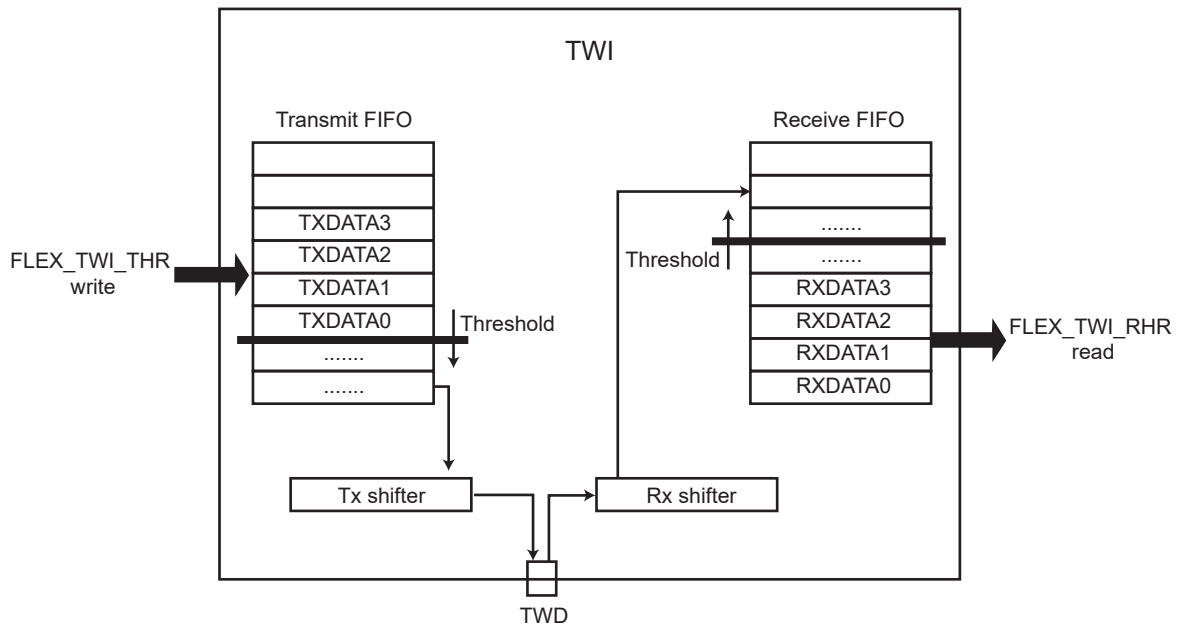 TWI
Transmit FIFO
Receive FIFO
TXDATA3
TXDATA2
TXDATA1
TXDATA0
.......
.......
FLEX_TWI_THR
write
Threshold
.......
.......
RXDATA3
RXDATA2
RXDATA1
RXDATA0
Threshold
FLEX_TWI_RHR
read
Tx shifter
Rx shifter
TWD